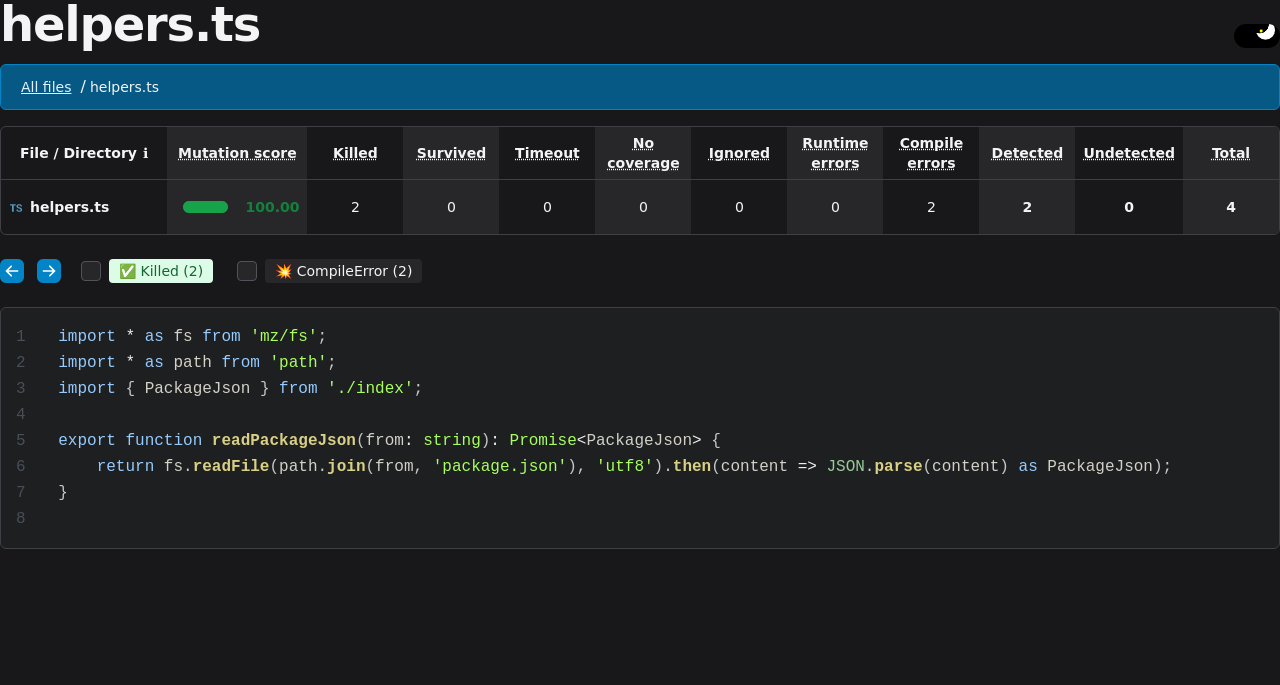 helpers.ts
All files / helpers.ts
File / Directory ℹ Mutation score Killed Survived Timeout No coverage Ignored Runtime errors Compile errors Detected Undetected Total
TS helpers.ts 100.00 2 0 0 0 0 0 2 2 0 4
✅ Killed (2) 💥 CompileError (2)
1 import * as fs from 'mz/fs';
2 import * as path from 'path';
3 import { PackageJson } from './index';
4
5 export function readPackageJson(from: string): Promise<PackageJson> {
6     return fs.readFile(path.join(from, 'package.json'), 'utf8').then(content => JSON.parse(content) as PackageJson);
7 }
8